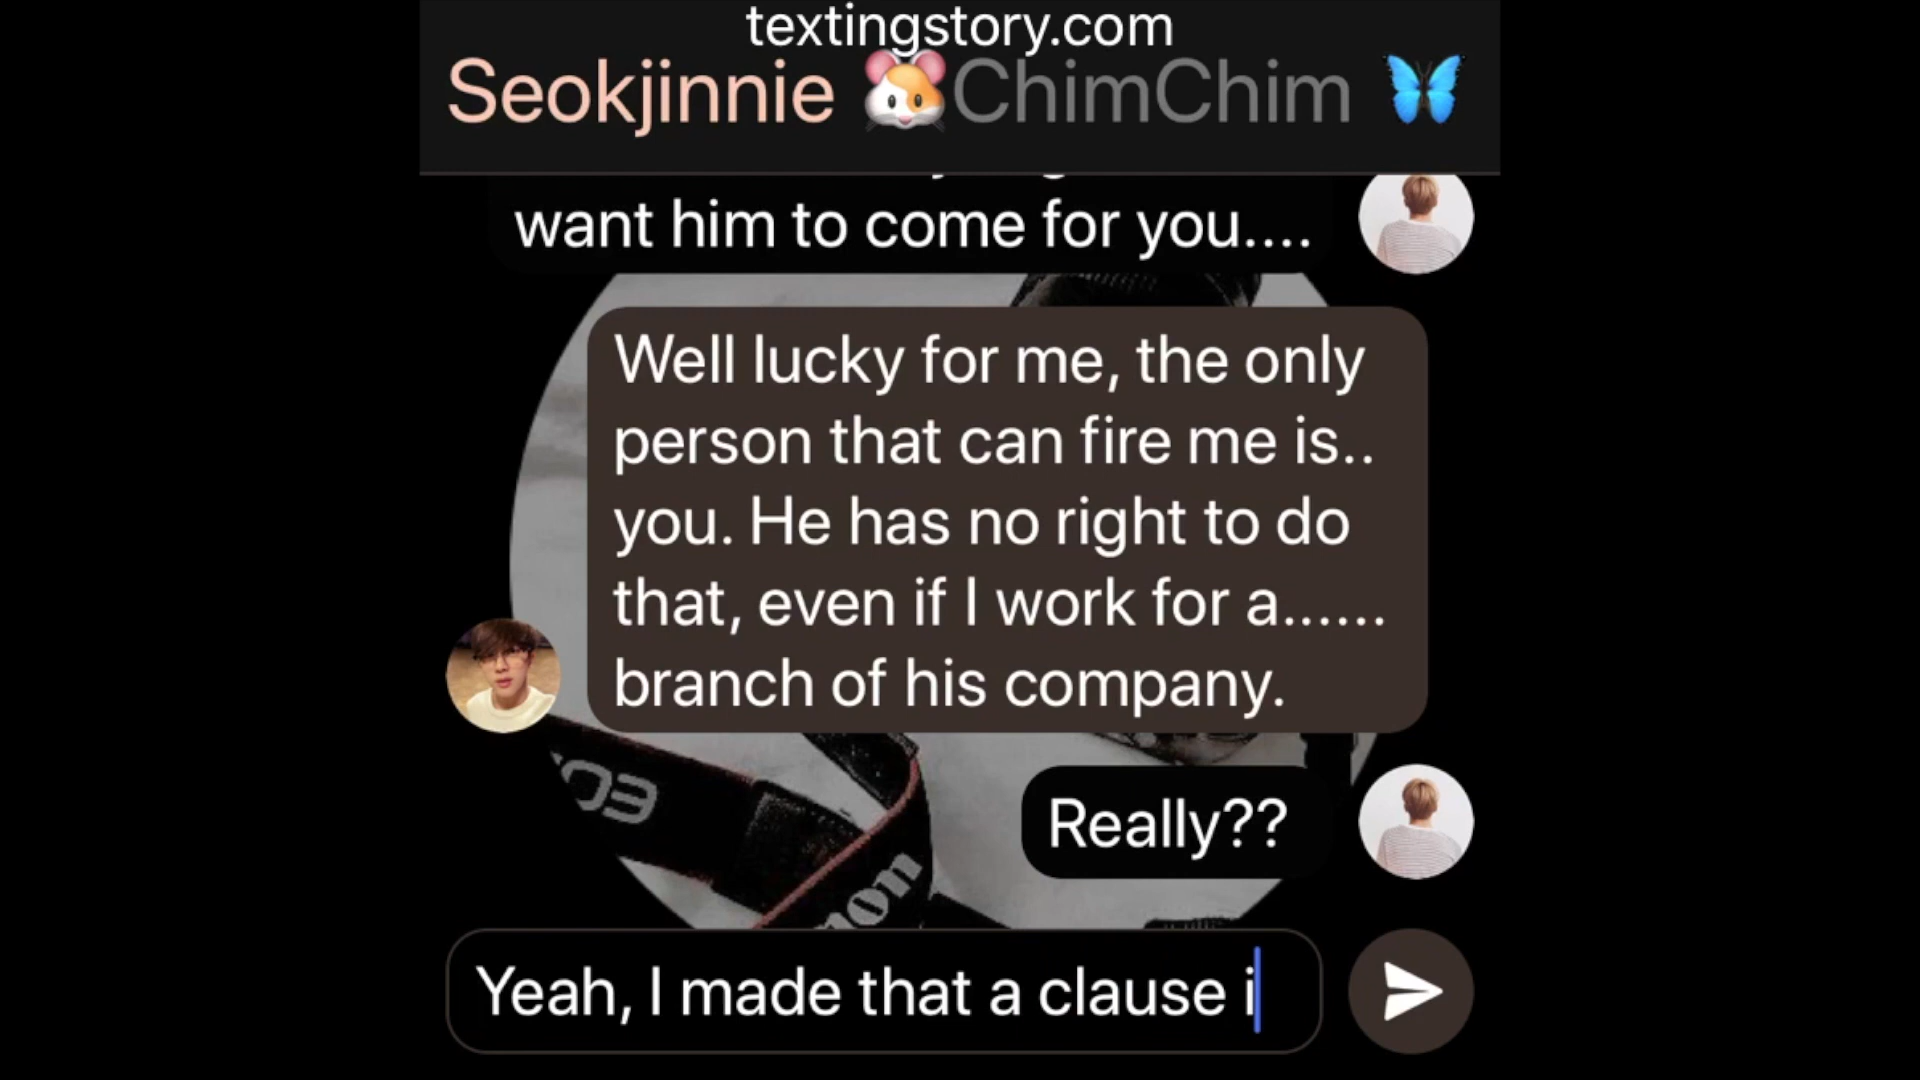 textingstory.com
Seokjinnie 🐹ChimChim 🦋
want him to come for you....
Well lucky for me, the only
person that can fire me is..
you. He has no right to do
that, even if I work for a......
branch of his company.
EO
Really??
non
Yeah, I made that a clause i